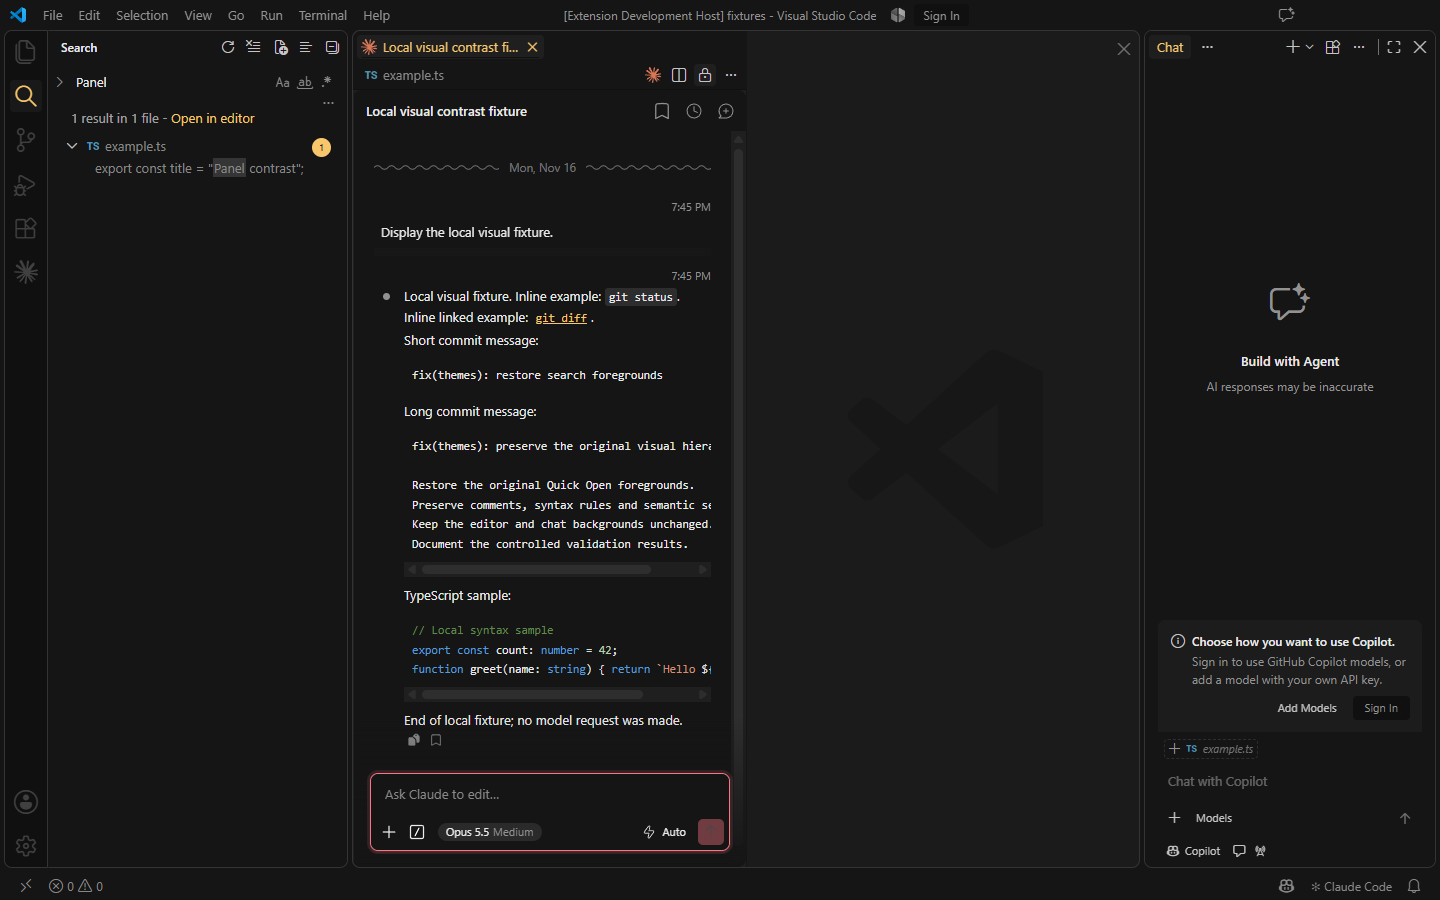 File Edit Selection View Go Run Terminal Help
[Extension Development Host] fixtures - Visual Studio Code
Sign In
Search
Panel
Aa ab .*
1 result in 1 file - Open in editor
TS example.ts
1
export const title = "Panel contrast";
Local visual contrast fi...
TS example.ts
Local visual contrast fixture
Mon, Nov 16
7:45 PM
Display the local visual fixture.
7:45 PM
Local visual fixture. Inline example: git status.
Inline linked example: git diff.
Short commit message:
fix(themes): restore search foregrounds
Long commit message:
fix(themes): preserve the original visual hiera
Restore the original Quick Open foregrounds.
Preserve comments, syntax rules and semantic se
Keep the editor and chat backgrounds unchanged.
Document the controlled validation results.
TypeScript sample:
// Local syntax sample
export const count: number = 42;
function greet(name: string) { return `Hello ${
End of local fixture; no model request was made.
Ask Claude to edit...
Opus 5.5 Medium
Auto
Chat
Build with Agent
AI responses may be inaccurate
Choose how you want to use Copilot.
Sign in to use GitHub Copilot models, or
add a model with your own API key.
Add Models
Sign In
TS example.ts
Chat with Copilot
Models
Copilot
0 0
Claude Code